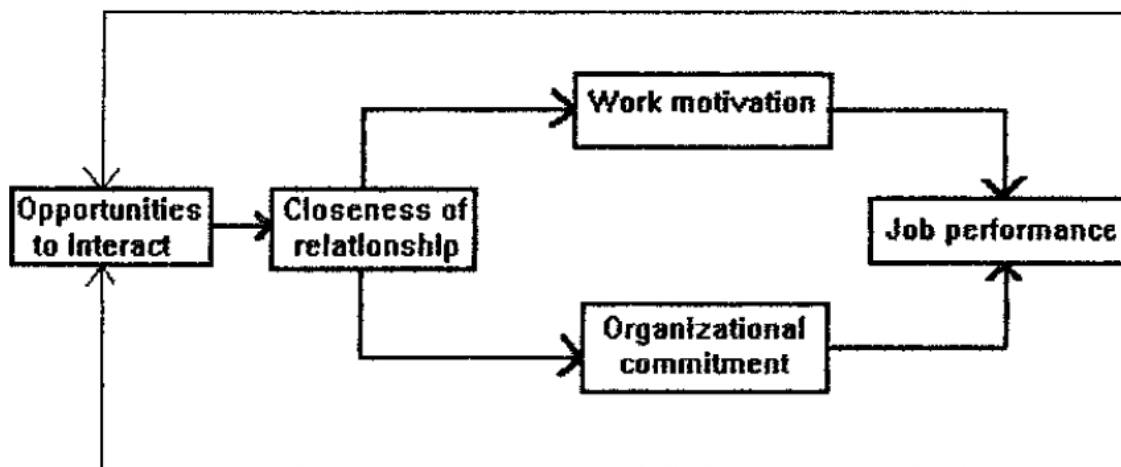 Opportunities
to interact
Closeness of
relationship
Work motivation
Organizational
commitment
Job performance